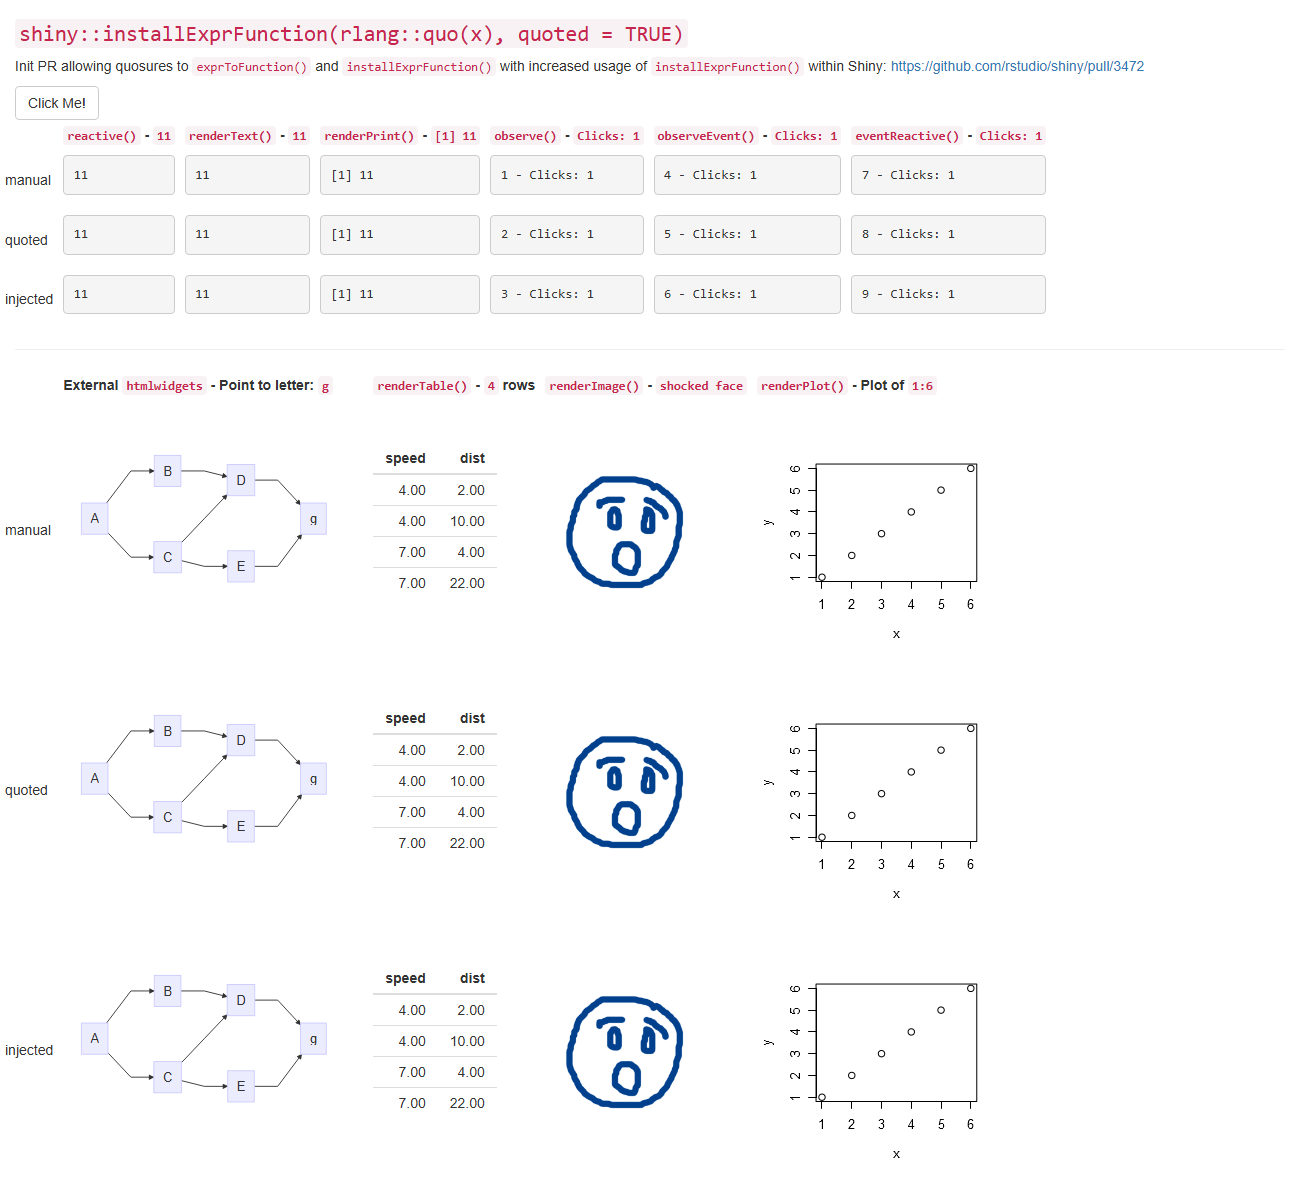 shiny::installExprFunction(rlang::quo(x), quoted = TRUE)
Init PR allowing quosures to exprToFunction() and installExprFunction() with increased usage of installExprFunction() within Shiny: https://github.com/rstudio/shiny/pull/3472
Click Me!
reactive() - 11 renderText() - 11 renderPrint() - [1] 11 observe() - Clicks: 1 observeEvent() - Clicks: 1 eventReactive() - Clicks: 1
manual 11 11 [1] 11 1 - Clicks: 1 4 - Clicks: 1 7 - Clicks: 1
quoted 11 11 [1] 11 2 - Clicks: 1 5 - Clicks: 1 8 - Clicks: 1
injected 11 11 [1] 11 3 - Clicks: 1 6 - Clicks: 1 9 - Clicks: 1
External htmlwidgets - Point to letter: g renderTable() - 4 rows renderImage() - shocked face renderPlot() - Plot of 1:6
manual
A
B
C
D
E
g
speed dist
4.00 2.00
4.00 10.00
7.00 4.00
7.00 22.00
y
6
5
4
3
2
1
1 2 3 4 5 6
x
quoted
A
B
C
D
E
g
speed dist
4.00 2.00
4.00 10.00
7.00 4.00
7.00 22.00
y
6
5
4
3
2
1
1 2 3 4 5 6
x
injected
A
B
C
D
E
g
speed dist
4.00 2.00
4.00 10.00
7.00 4.00
7.00 22.00
y
6
5
4
3
2
1
1 2 3 4 5 6
x